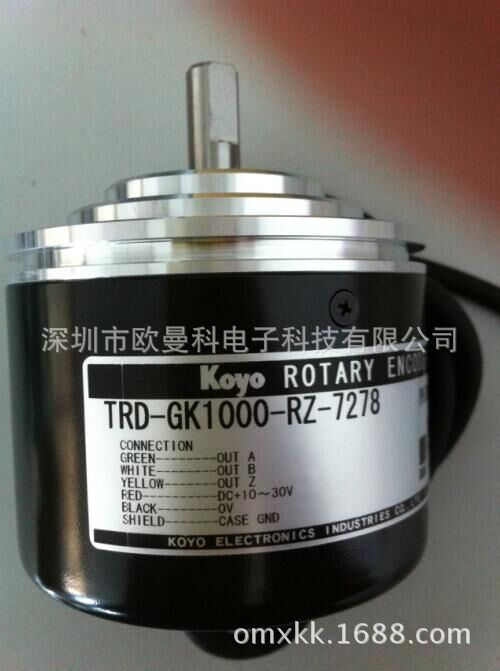 深圳市欧曼科电子科技有限公司
Koyo ROTARY ENCOD
TRD-GK1000-RZ-7278
CONNECTION
GREEN--------OUT A
WHITE--------OUT B
YELLOW-------OUT Z
RED----------DC+10～30V
BLACK--------0V
SHIELD-------CASE GND
KOYO ELECTRONICS INDUSTRIES CO., LTD
omxkk.1688.com